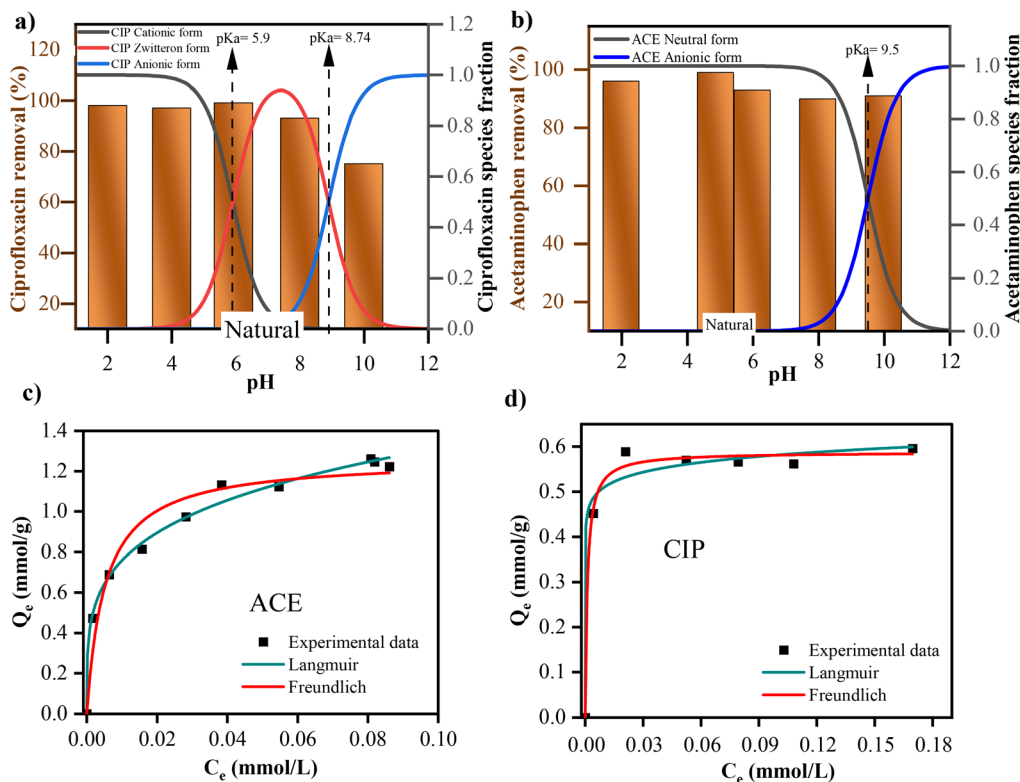 a)
CIP Cationic form
CIP Zwitteron form
CIP Anionic form
pKa= 5.9
pKa= 8.74
Ciprofloxacin removal (%)
120
100
80
60
40
20
1.2
1.0
0.8
0.6
0.4
0.2
0.0
Ciprofloxacin species fraction
Natural
2 4 6 8 10 12
pH
b)
ACE Neutral form
ACE Anionic form
pKa= 9.5
Acetaminophen removal (%)
100
80
60
40
20
1.0
0.8
0.6
0.4
0.2
0.0
Acetaminophen species fraction
Natural
2 4 6 8 10 12
pH
c)
Qe (mmol/g)
1.4
1.2
1.0
0.8
0.6
0.4
0.2
0.0
ACE
Experimental data
Langmuir
Freundlich
0.00 0.02 0.04 0.06 0.08 0.10
Ce (mmol/L)
d)
Qe (mmol/g)
0.6
0.5
0.4
0.3
0.2
0.1
0.0
CIP
Experimental data
Langmuir
Freundlich
0.00 0.03 0.06 0.09 0.12 0.15 0.18
Ce (mmol/L)